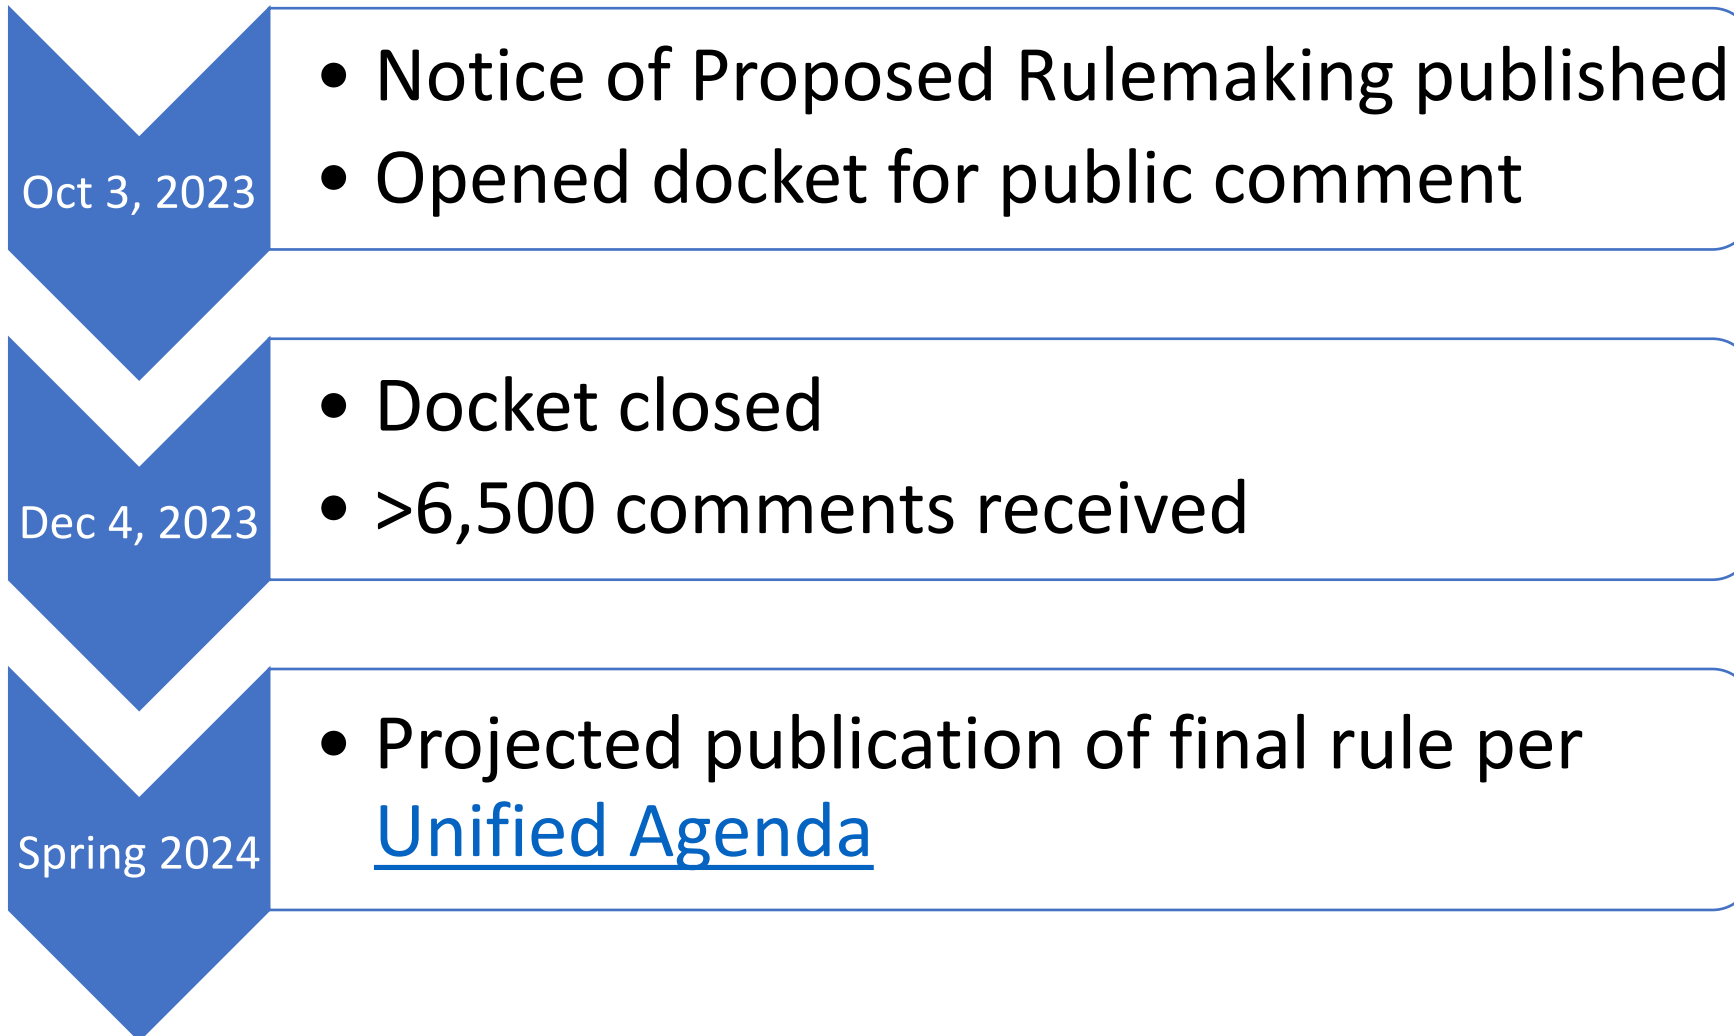 Oct 3, 2023
• Notice of Proposed Rulemaking published
• Opened docket for public comment
Dec 4, 2023
• Docket closed
• >6,500 comments received
Spring 2024
• Projected publication of final rule per
Unified Agenda